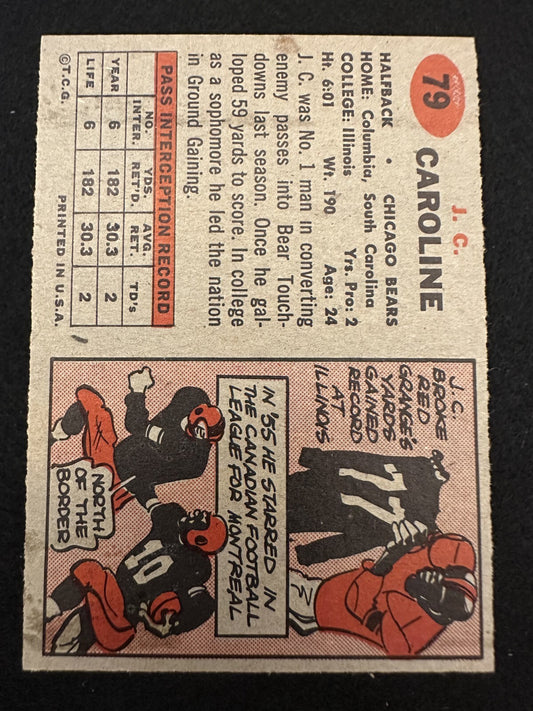 79
J. C.
CAROLINE
HALFBACK • CHICAGO BEARS
HOME: Columbia, South Carolina
COLLEGE: Illinois Yrs. Pro: 2
Ht. 6:01 Wt. 190 Age: 24
J. C. was No. 1 man in converting
enemy passes into Bear Touch-
downs last season. Once he gal-
loped 59 yards to score. In college
as a sophomore he led the nation
in Ground Gaining.
PASS INTERCEPTION RECORD
NO. INTER. YDS. RET'D. AVG. RET. TD'S
YEAR 6 182 30.3 2
LIFE 6 182 30.3 2
©T.C.G. PRINTED IN U.S.A.
J.C.
BROKE
RED
GRANGE'S
YARDS
GAINED
RECORD
AT
ILLINOIS
77
IN '55 HE STARRED IN
THE CANADIAN FOOTBALL
LEAGUE FOR MONTREAL
10
NORTH
OF THE
BORDER